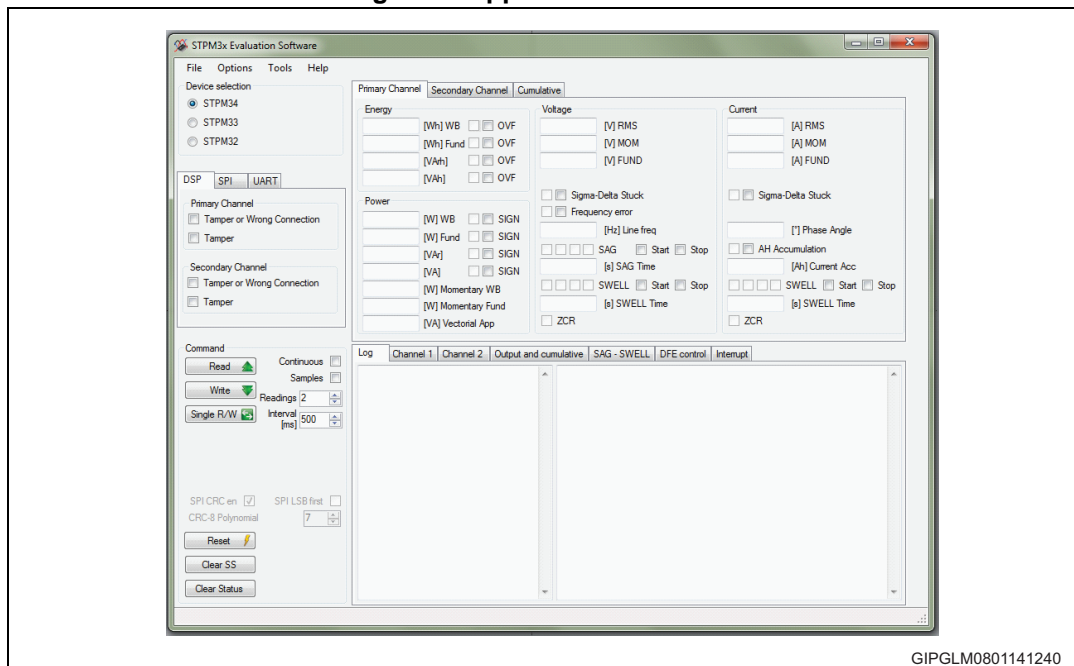 STPM3x Evaluation Software
File Options Tools Help
Device selection
STPM34
STPM33
STPM32
DSP SPI UART
Primary Channel
Tamper or Wrong Connection
Tamper
Secondary Channel
Tamper or Wrong Connection
Tamper
Command
Read Continuous
Samples
Write Readings 2
Single R/W Interval [ms] 500
SPI CRC en SPI LSB first
CRC-8 Polynomial 7
Reset
Clear SS
Clear Status
Primary Channel Secondary Channel Cumulative
Energy
[Wh] WB OVF
[Wh] Fund OVF
[VArh] OVF
[VAh] OVF
Power
[W] WB SIGN
[W] Fund SIGN
[VAr] SIGN
[VA] SIGN
[W] Momentary WB
[W] Momentary Fund
[VA] Vectorial App
Voltage
[V] RMS
[V] MOM
[V] FUND
Sigma-Delta Stuck
Frequency error
[Hz] Line freq
SAG Start Stop
[s] SAG Time
SWELL Start Stop
[s] SWELL Time
ZCR
Current
[A] RMS
[A] MOM
[A] FUND
Sigma-Delta Stuck
[°] Phase Angle
AH Accumulation
[Ah] Current Acc
SWELL Start Stop
[s] SWELL Time
ZCR
Log Channel 1 Channel 2 Output and cumulative SAG - SWELL DFE control Interrupt
GIPGLM0801141240